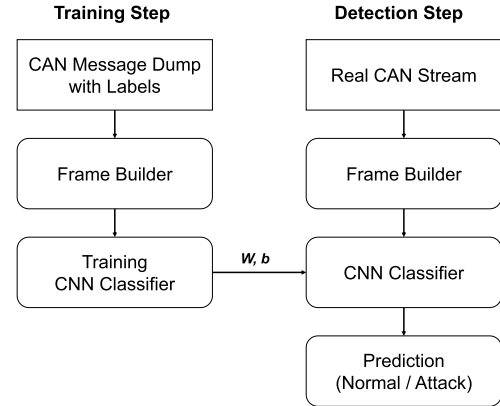 Training Step
CAN Message Dump
with Labels
Frame Builder
Training
CNN Classifier
W, b
Detection Step
Real CAN Stream
Frame Builder
CNN Classifier
Prediction
(Normal / Attack)